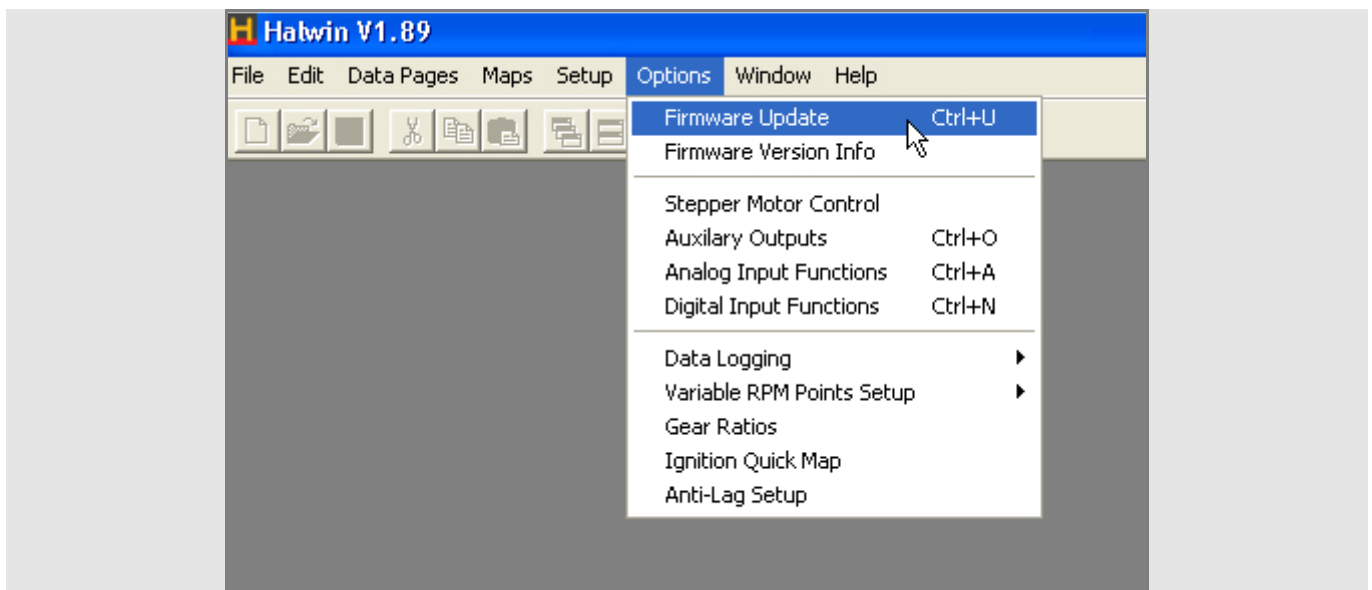 H Halwin V1.89
File Edit Data Pages Maps Setup Options Window Help
Firmware Update Ctrl+U
Firmware Version Info
Stepper Motor Control
Auxilary Outputs Ctrl+O
Analog Input Functions Ctrl+A
Digital Input Functions Ctrl+N
Data Logging
Variable RPM Points Setup
Gear Ratios
Ignition Quick Map
Anti-Lag Setup